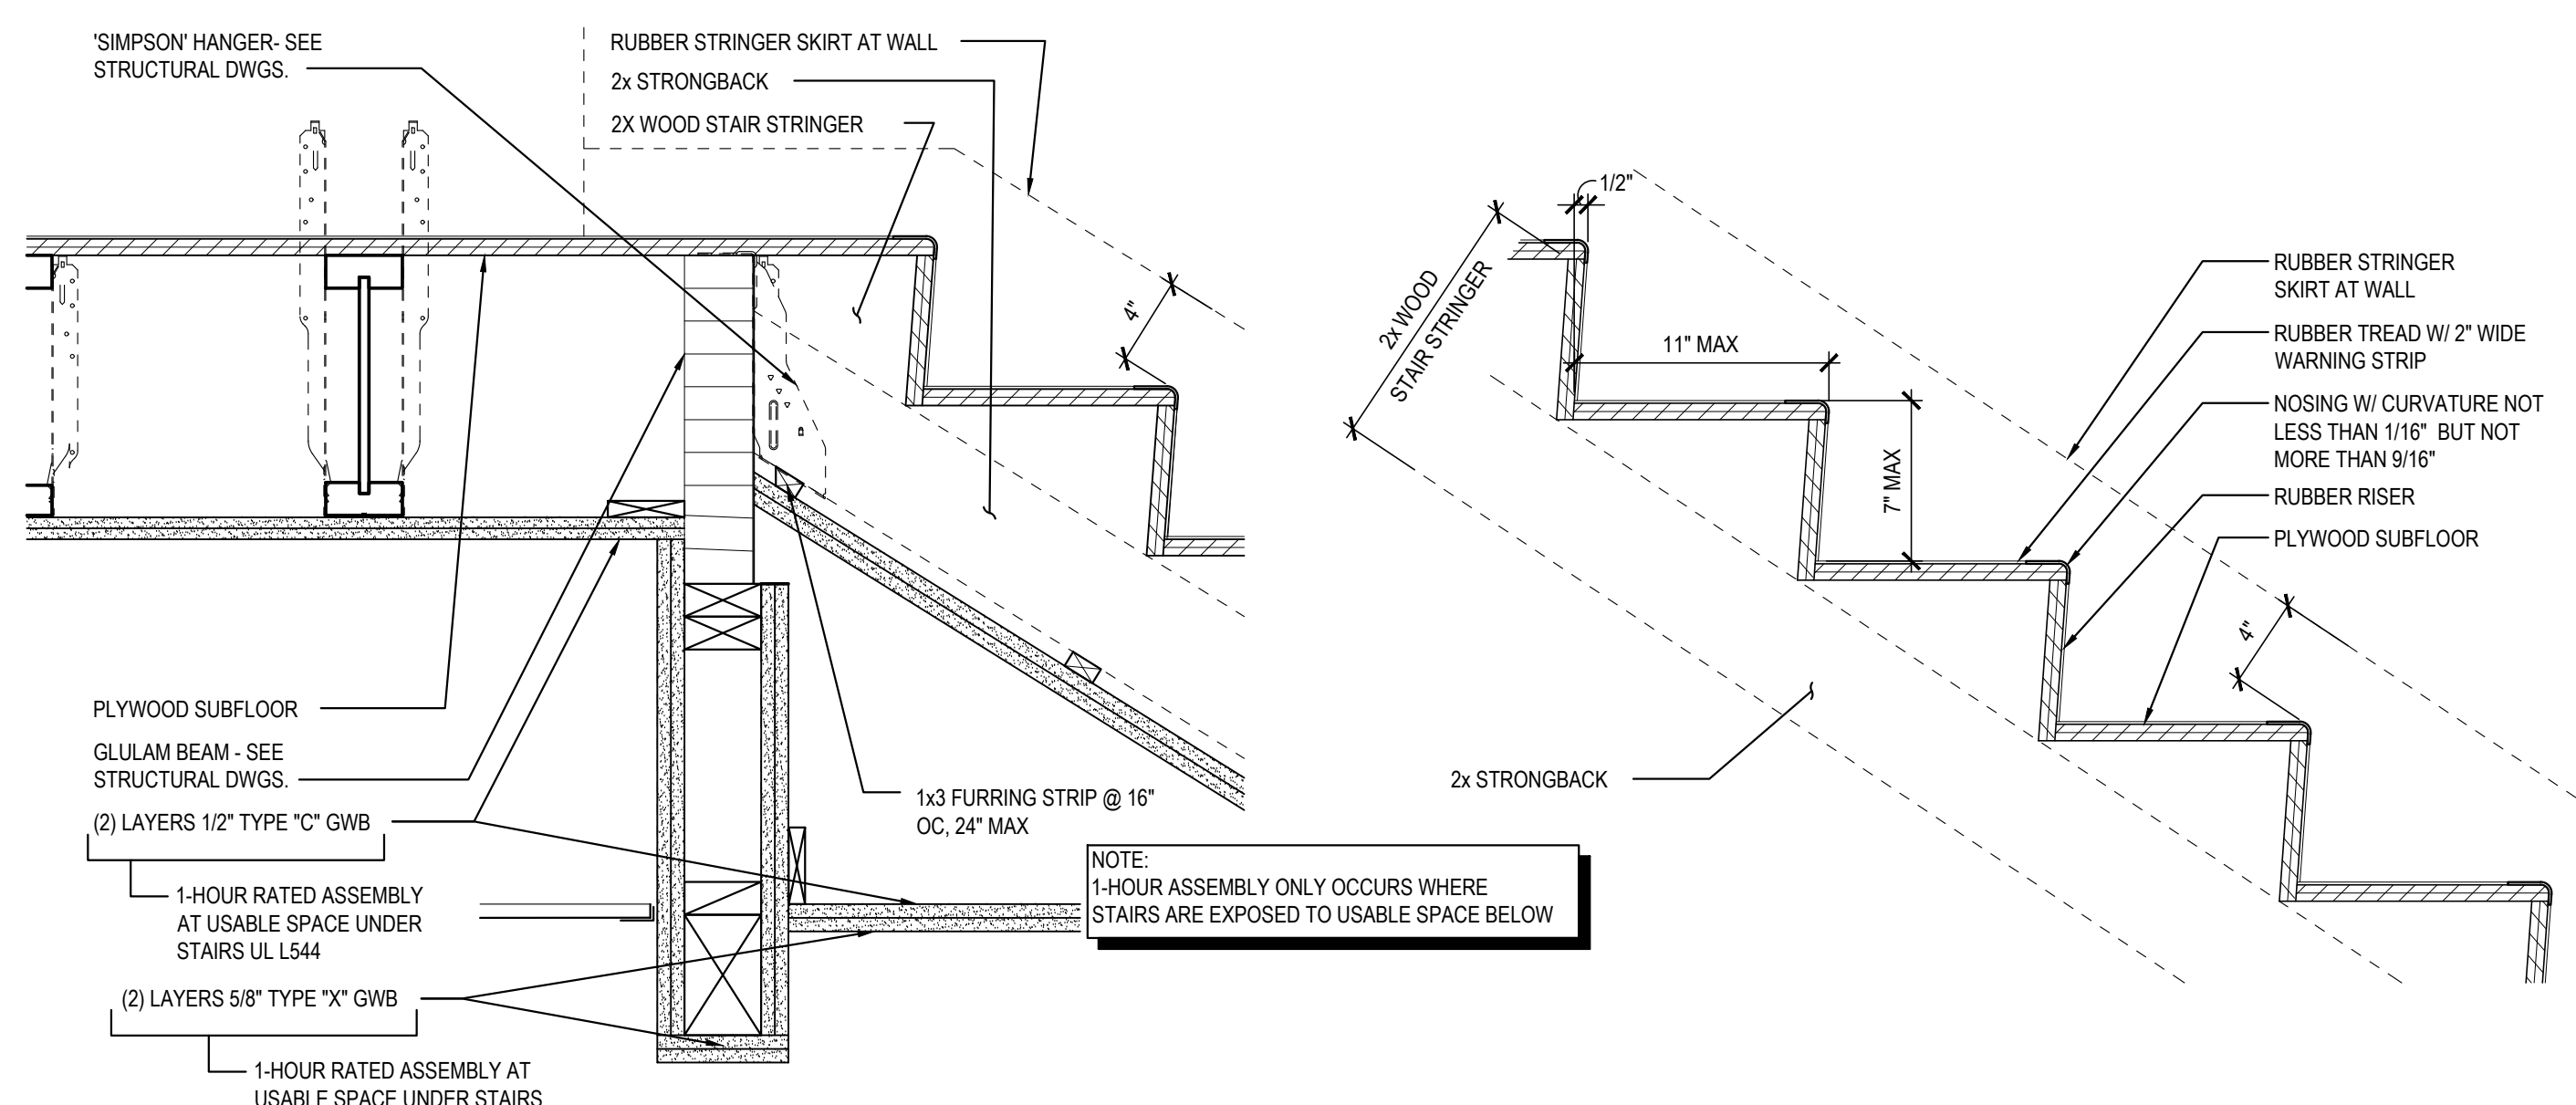 'SIMPSON' HANGER- SEE
STRUCTURAL DWGS.
RUBBER STRINGER SKIRT AT WALL
2x STRONGBACK
2X WOOD STAIR STRINGER
4"
PLYWOOD SUBFLOOR
GLULAM BEAM - SEE
STRUCTURAL DWGS.
(2) LAYERS 1/2" TYPE "C" GWB
1-HOUR RATED ASSEMBLY
AT USABLE SPACE UNDER
STAIRS UL L544
(2) LAYERS 5/8" TYPE "X" GWB
1-HOUR RATED ASSEMBLY AT
USABLE SPACE UNDER STAIRS
1x3 FURRING STRIP @ 16"
OC, 24" MAX
NOTE:
1-HOUR ASSEMBLY ONLY OCCURS WHERE
STAIRS ARE EXPOSED TO USABLE SPACE BELOW
1/2"
2x WOOD
STAIR STRINGER
11" MAX
7" MAX
RUBBER STRINGER
SKIRT AT WALL
RUBBER TREAD W/ 2" WIDE
WARNING STRIP
NOSING W/ CURVATURE NOT
LESS THAN 1/16" BUT NOT
MORE THAN 9/16"
RUBBER RISER
PLYWOOD SUBFLOOR
4"
2x STRONGBACK